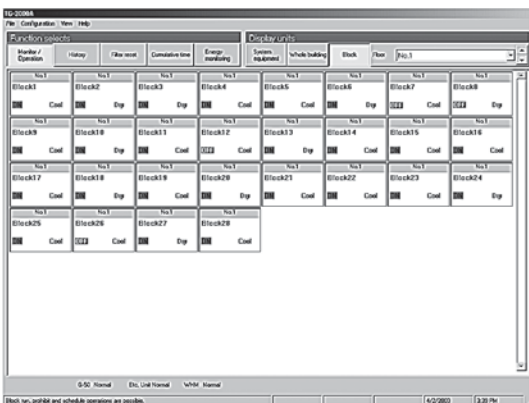 TG-2000A
File Configuration View Help
Function selects Display units
Monitor / Operation History Filter reset Cumulative time Energy monitoring System equipment Whole building Block Floor No.1
No.1 No.1 No.1 No.1 No.1 No.1 No.1 No.1
Block1 Block2 Block3 Block4 Block5 Block6 Block7 Block8
ON Cool ON Dry ON Dry ON Cool ON Cool ON Dry OFF Cool OFF Dry
No.1 No.1 No.1 No.1 No.1 No.1 No.1 No.1
Block9 Block10 Block11 Block12 Block13 Block14 Block15 Block16
ON Cool ON Dry ON Cool OFF Cool ON Dry ON Cool ON Cool ON Cool
No.1 No.1 No.1 No.1 No.1 No.1 No.1 No.1
Block17 Block18 Block19 Block20 Block21 Block22 Block23 Block24
ON Cool ON Dry ON Cool ON Dry ON Cool ON Cool ON Cool ON Dry
No.1 No.1 No.1 No.1
Block25 Block26 Block27 Block28
ON Cool OFF Cool ON Dry ON Cool
G-50 Normal Etc. Unit Normal WHM Normal
Block run, prohibit and schedule operations are possible. 4/2/2003 3:39 PM